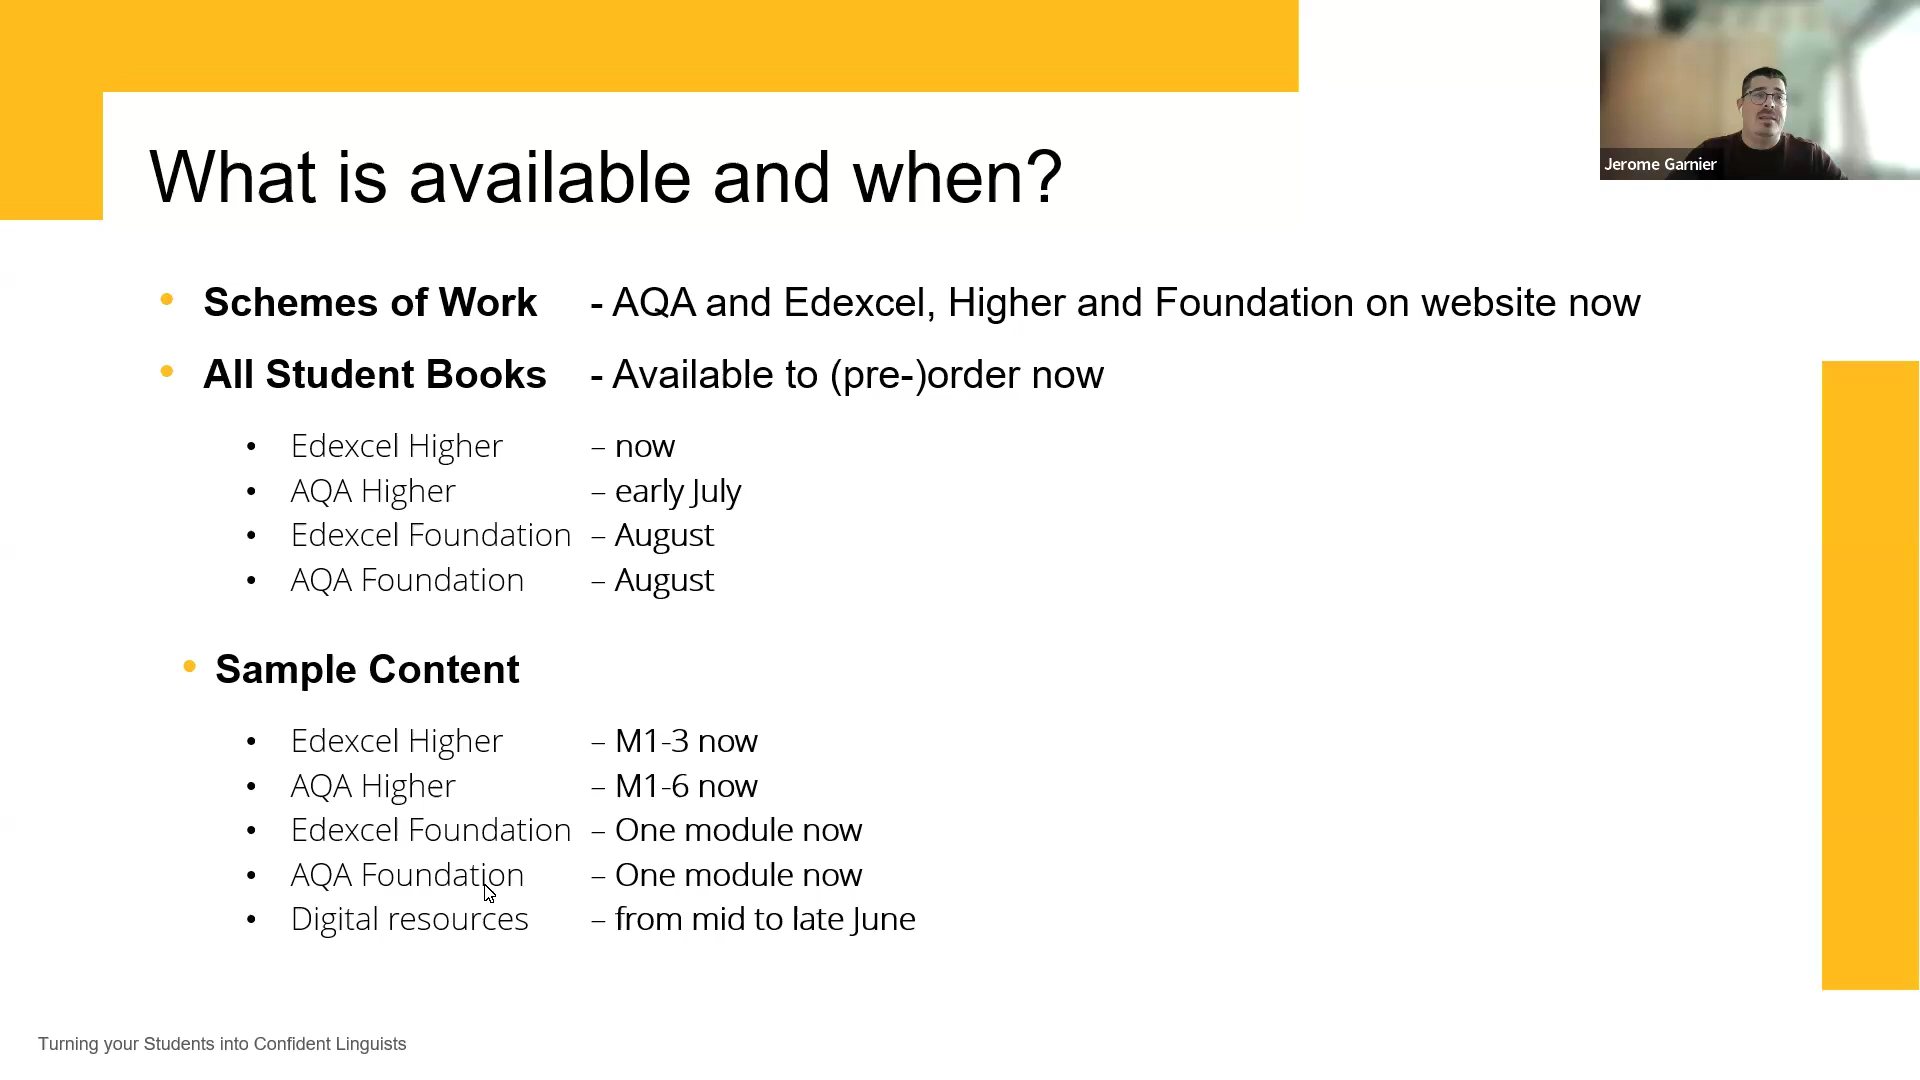 Jerome Garnier
What is available and when?
• Schemes of Work - AQA and Edexcel, Higher and Foundation on website now
• All Student Books - Available to (pre-)order now
• Edexcel Higher – now
• AQA Higher – early July
• Edexcel Foundation – August
• AQA Foundation – August
• Sample Content
• Edexcel Higher – M1-3 now
• AQA Higher – M1-6 now
• Edexcel Foundation – One module now
• AQA Foundation – One module now
• Digital resources – from mid to late June
Turning your Students into Confident Linguists